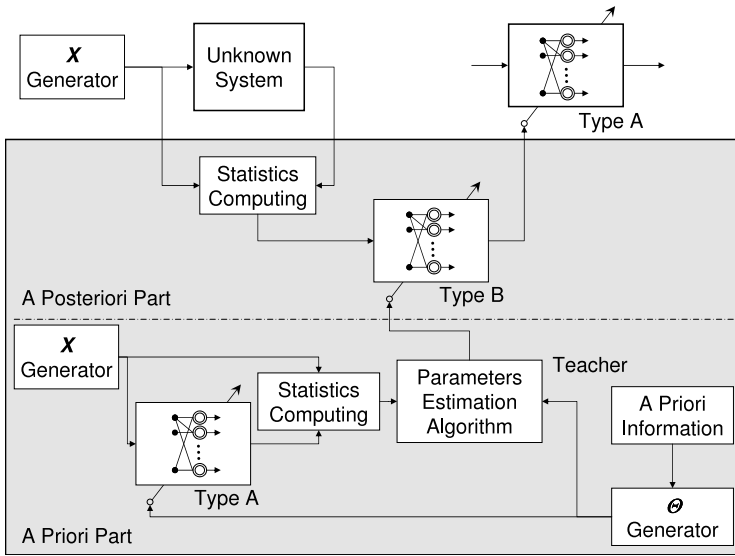 X
Generator
Unknown
System
Type A
Statistics
Computing
Type B
A Posteriori Part
X
Generator
Statistics
Computing
Parameters
Estimation
Algorithm
Teacher
A Priori
Information
Type A
Θ
Generator
A Priori Part